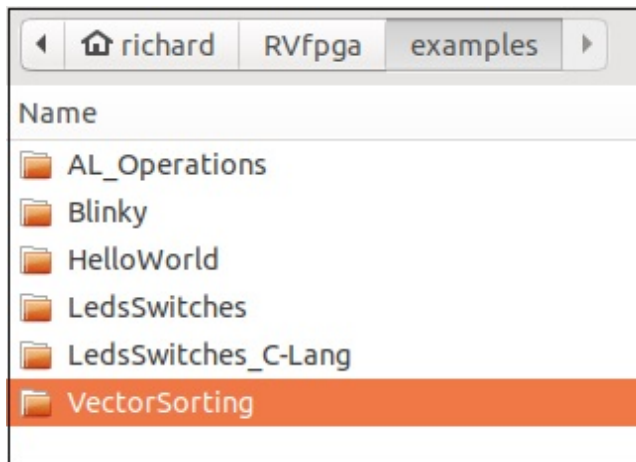 richard RVfpga examples
Name
AL_Operations
Blinky
HelloWorld
LedsSwitches
LedsSwitches_C-Lang
VectorSorting